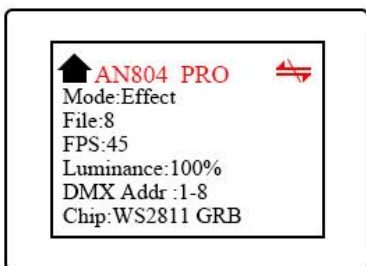 AN804 PRO
Mode:Effect
File:8
FPS:45
Luminance:100%
DMX Addr :1-8
Chip:WS2811 GRB